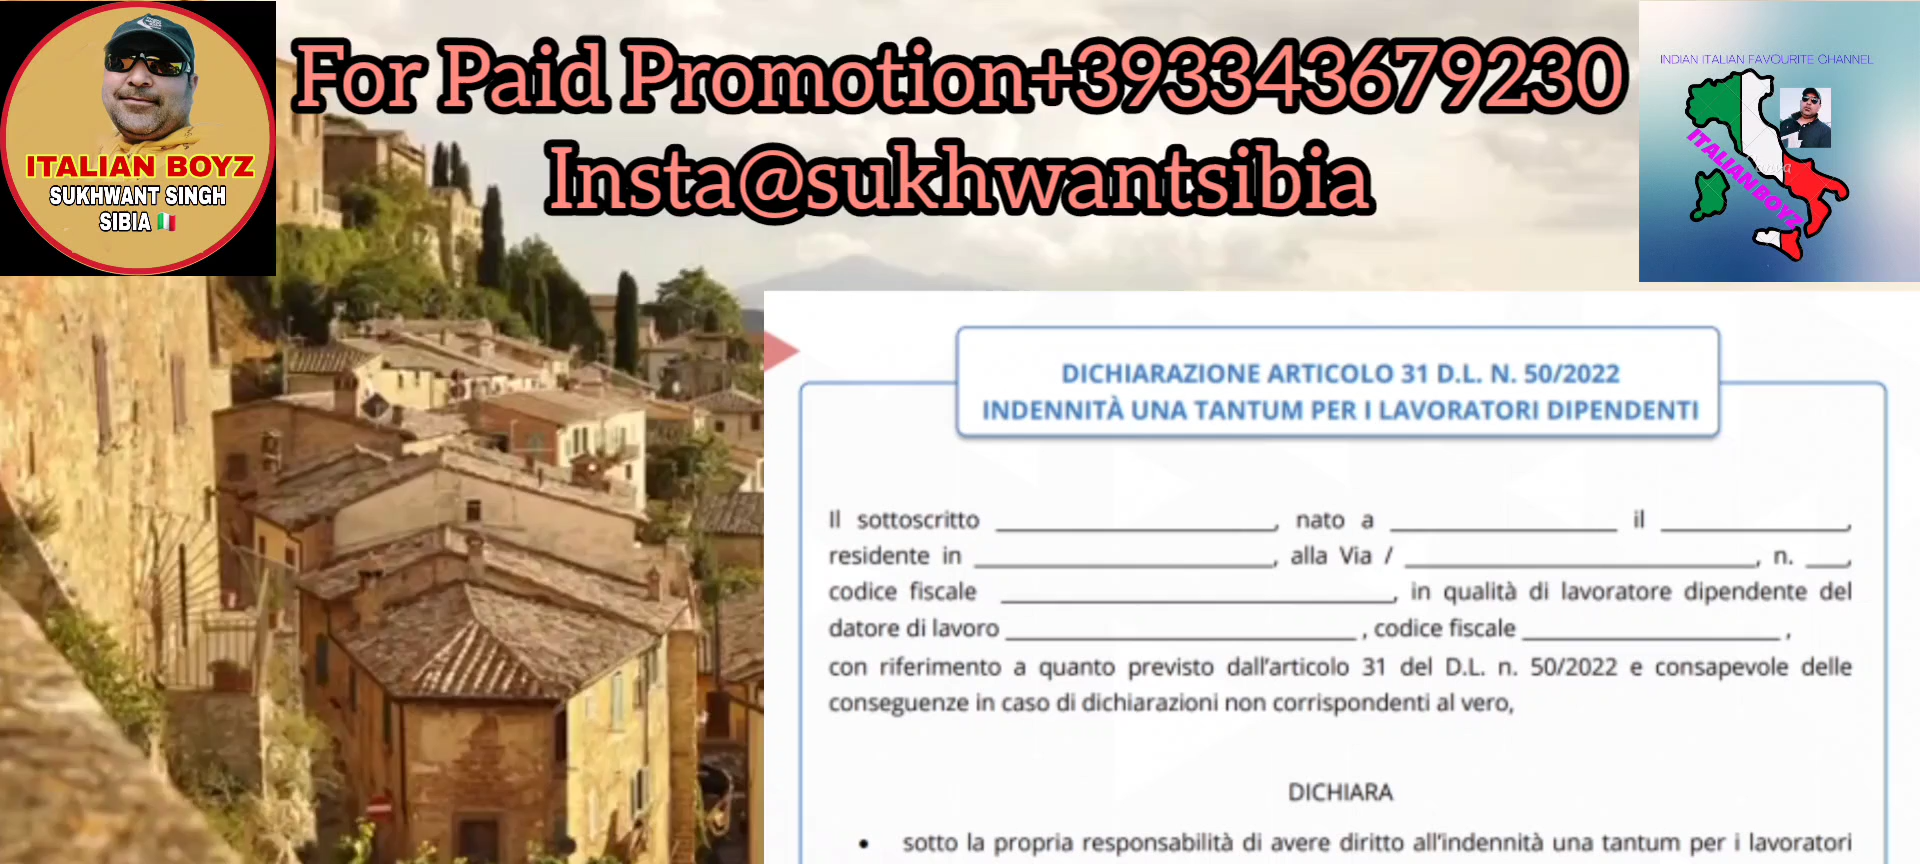 For Paid Promotion+393343679230
Insta@sukhwantsibia
ITALIAN BOYZ
SUKHWANT SINGH
SIBIA
INDIAN ITALIAN FAVOURITE CHANNEL
ITALIAN BOYZ
DICHIARAZIONE ARTICOLO 31 D.L. N. 50/2022
INDENNITÀ UNA TANTUM PER I LAVORATORI DIPENDENTI
Il sottoscritto ____________________, nato a ________________ il _____________,
residente in _____________________, alla Via / _________________________, n. ___,
codice fiscale ____________________________, in qualità di lavoratore dipendente del
datore di lavoro _________________________ , codice fiscale __________________ ,
con riferimento a quanto previsto dall'articolo 31 del D.L. n. 50/2022 e consapevole delle
conseguenze in caso di dichiarazioni non corrispondenti al vero,
DICHIARA
• sotto la propria responsabilità di avere diritto all'indennità una tantum per i lavoratori